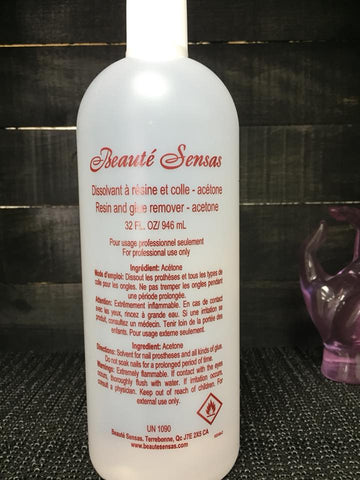 Beauté Sensas
Dissolvant à résine et colle - acétone
Resin and glue remover - acetone
32 FL. OZ/ 946 mL
Pour usage professionnel seulement
For professional use only
Ingrédient: Acétone
Mode d'emploi: Dissout les prothèses et tous les types de
colle pour les ongles. Ne pas tremper les ongles pendant
une période prolongée.
Attention: Extrêmement inflammable. En cas de contact
avec les yeux, rincez à grande eau. Si une irritation se
produit, consultez un médecin. Tenir loin de la portée des
enfants. Pour usage externe seulement.
Ingredient: Acetone
Directions: Solvent for nail prostheses and all kinds of glue.
Do not soak nails for a prolonged period of time.
Warnings: Extremely flammable. If contact with the eyes
occurs, thoroughly flush with water. If irritation occurs,
consult a physician. Keep out of reach of children. For
external use only.
UN 1090
Beauté Sensas. Terrebonne, Qc J7E 2X5 CA
www.beautesensas.com